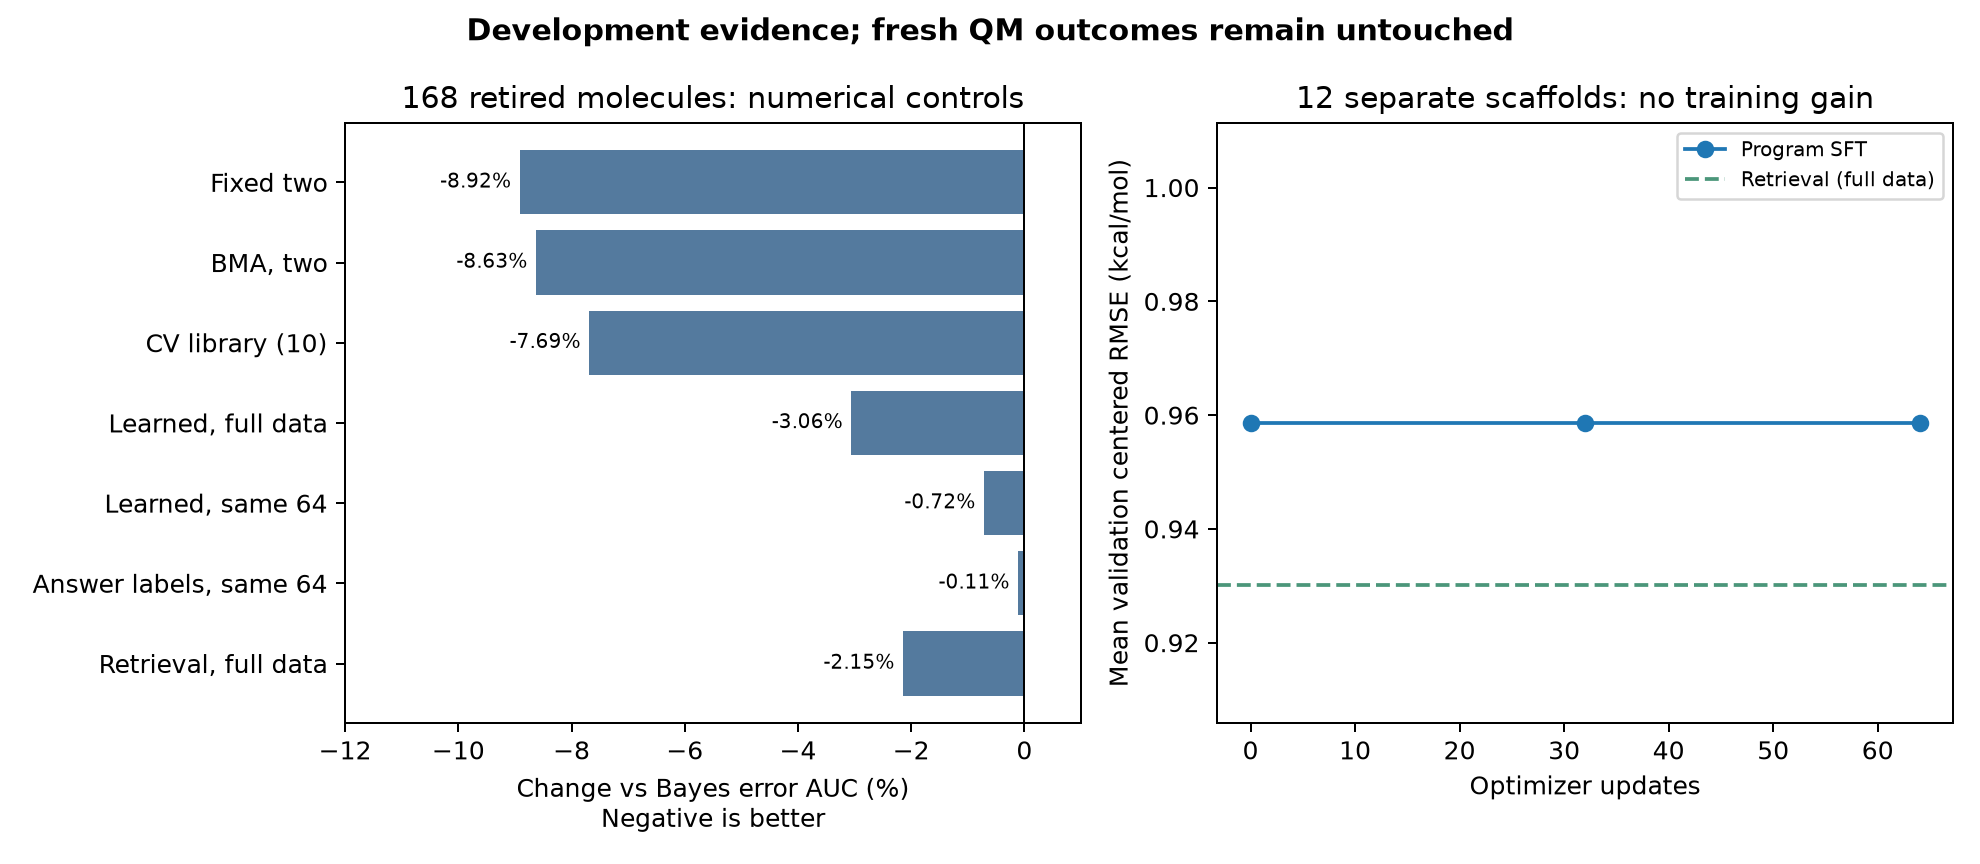 Development evidence; fresh QM outcomes remain untouched
168 retired molecules: numerical controls
Fixed two
-8.92%
BMA, two
-8.63%
CV library (10)
-7.69%
Learned, full data
-3.06%
Learned, same 64
-0.72%
Answer labels, same 64
-0.11%
Retrieval, full data
-2.15%
−12 −10 −8 −6 −4 −2 0
Change vs Bayes error AUC (%)
Negative is better
12 separate scaffolds: no training gain
Program SFT
Retrieval (full data)
Mean validation centered RMSE (kcal/mol)
1.00
0.98
0.96
0.94
0.92
0 10 20 30 40 50 60
Optimizer updates